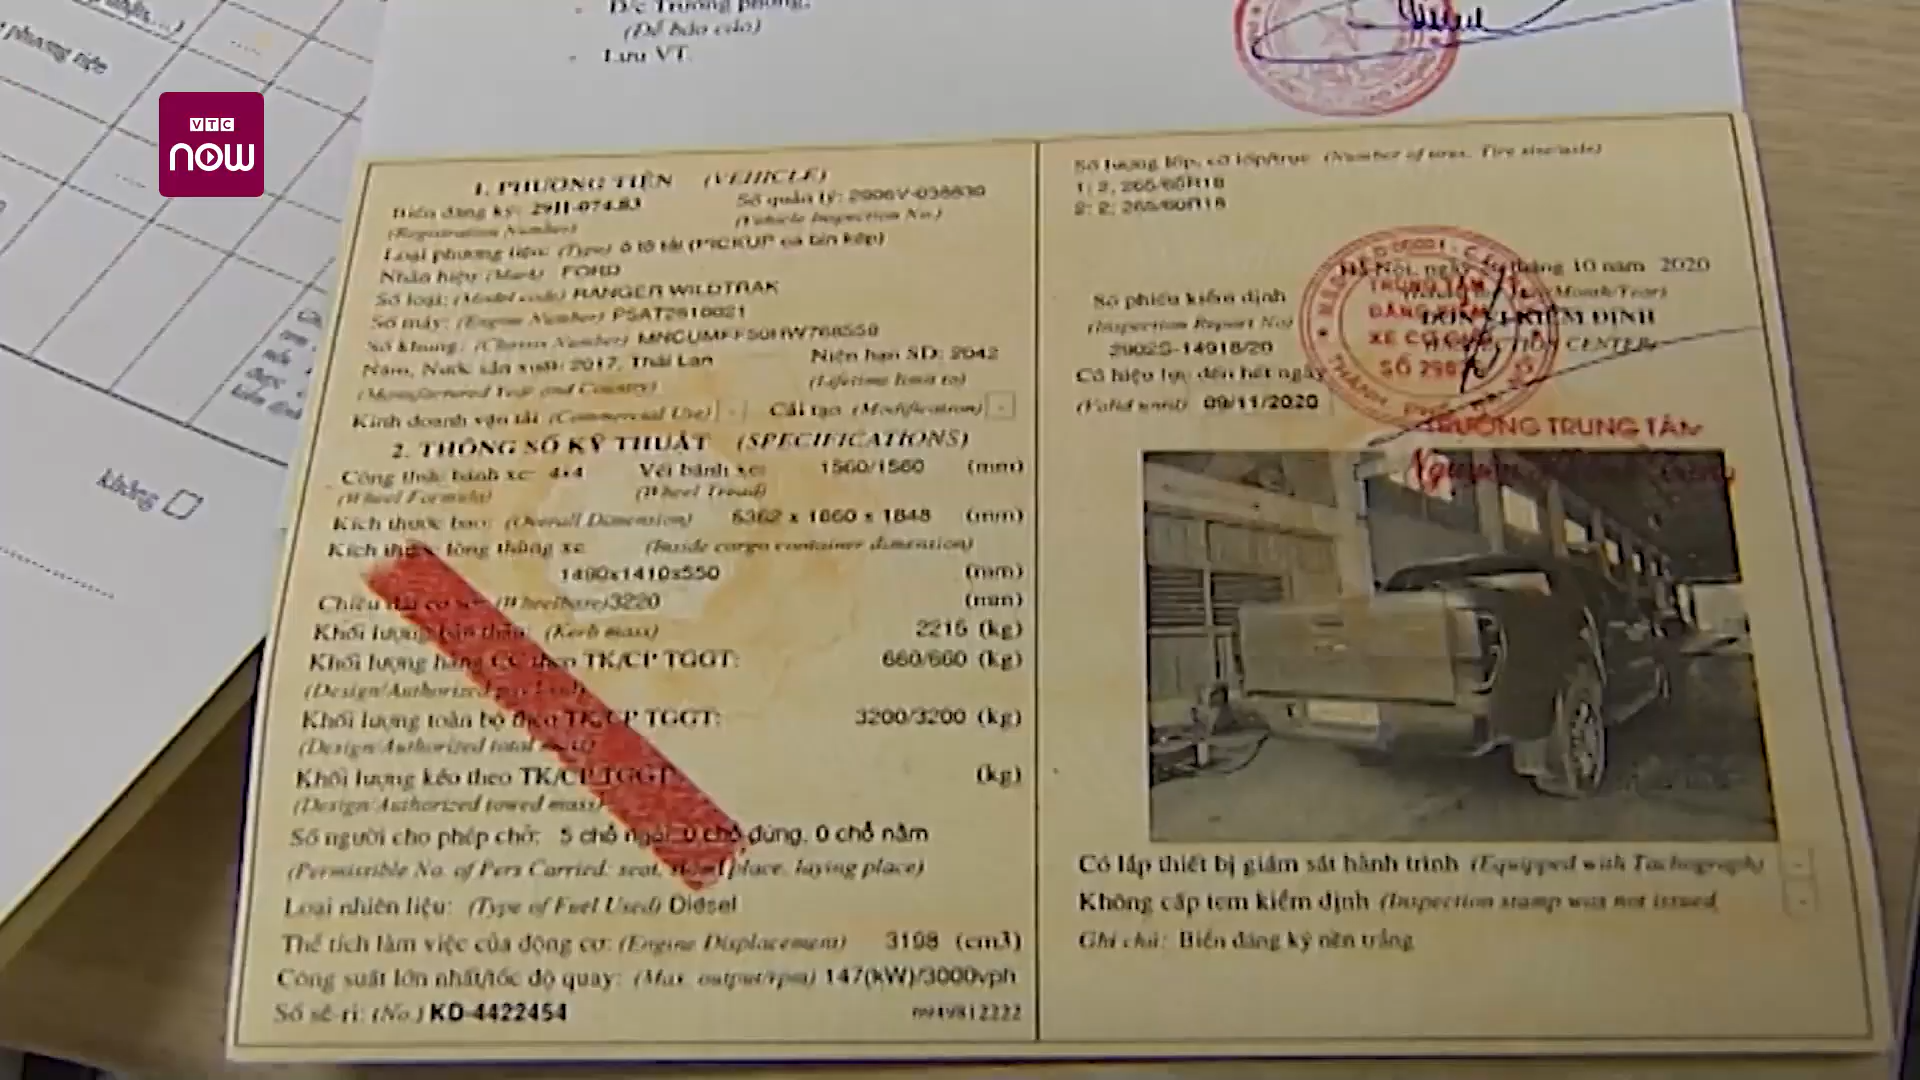 phương tiện
Đ/c Trưởng phòng;
(Để báo cáo)
- Lưu VT.
VTC
now
không
1. PHƯƠNG TIỆN (VEHICLE)
Biển đăng ký: 29H-074.83 Số quản lý: 2906V-038839
(Registration Number) (Vehicle Inspection No.)
Loại phương tiện: (Type) ô tô tải (PICKUP ca bin kép)
Nhãn hiệu: (Mark) FORD
Số loại: (Model code) RANGER WILDTRAK
Số máy: (Engine Number) P5AT2610021
Số khung: (Chassis Number) MNCUMFF50HW768558
Năm, Nước sản xuất: 2017, Thái Lan Niên hạn SD: 2042
(Manufactured Year and Country) (Lifetime limit to)
Kinh doanh vận tải (Commercial Use) - Cải tạo (Modification) -
2. THÔNG SỐ KỸ THUẬT (SPECIFICATIONS)
Công thức bánh xe: 4x4 Vết bánh xe: 1560/1560 (mm)
(Wheel Formula) (Wheel Tread)
Kích thước bao: (Overall Dimension) 5362 x 1860 x 1848 (mm)
Kích thước lòng thùng xe (Inside cargo container dimention)
1490x1410x550 (mm)
Chiều dài cơ sở: (Wheelbase) 3220 (mm)
Khối lượng bản thân: (Kerb mass) 2215 (kg)
Khối lượng hàng CC theo TK/CP TGGT: 660/660 (kg)
(Design/Authorized pay load)
Khối lượng toàn bộ theo TK/CP TGGT: 3200/3200 (kg)
(Design/Authorized total mass)
Khối lượng kéo theo TK/CP TGGT: (kg)
(Design/Authorized towed mass)
Số người cho phép chở: 5 chỗ ngồi, 0 chỗ đứng, 0 chỗ nằm
(Permissible No. of Pers Carried: seat, stood place, laying place)
Loại nhiên liệu: (Type of Fuel Used) Diesel
Thể tích làm việc của động cơ: (Engine Displacement) 3198 (cm3)
Công suất lớn nhất/tốc độ quay: (Max. output/rpm) 147(kW)/3000vph
Số sê-ri: (No.) KD-4422454 0949812222
Số lượng lốp, cỡ lốp/trục (Number of tires, Tire size/axle)
1: 2; 265/60R18
2: 2; 265/60R18
Hà Nội, ngày tháng 10 năm 2020
Số phiếu kiểm định
(Inspection Report No)
2902S-14918/20
ĐƠN VỊ KIỂM ĐỊNH
(INSPECTION CENTER)
Có hiệu lực đến hết ngày
(Valid until) 09/11/2020
TRUNG TÂM
ĐĂNG KIỂM
XE CƠ GIỚI
TRƯỞNG TRUNG TÂM
Có lắp thiết bị giám sát hành trình (Equipped with Tachograph) -
Không cấp tem kiểm định (Inspection stamp was not issued) -
Ghi chú: Biển đăng ký nền trắng